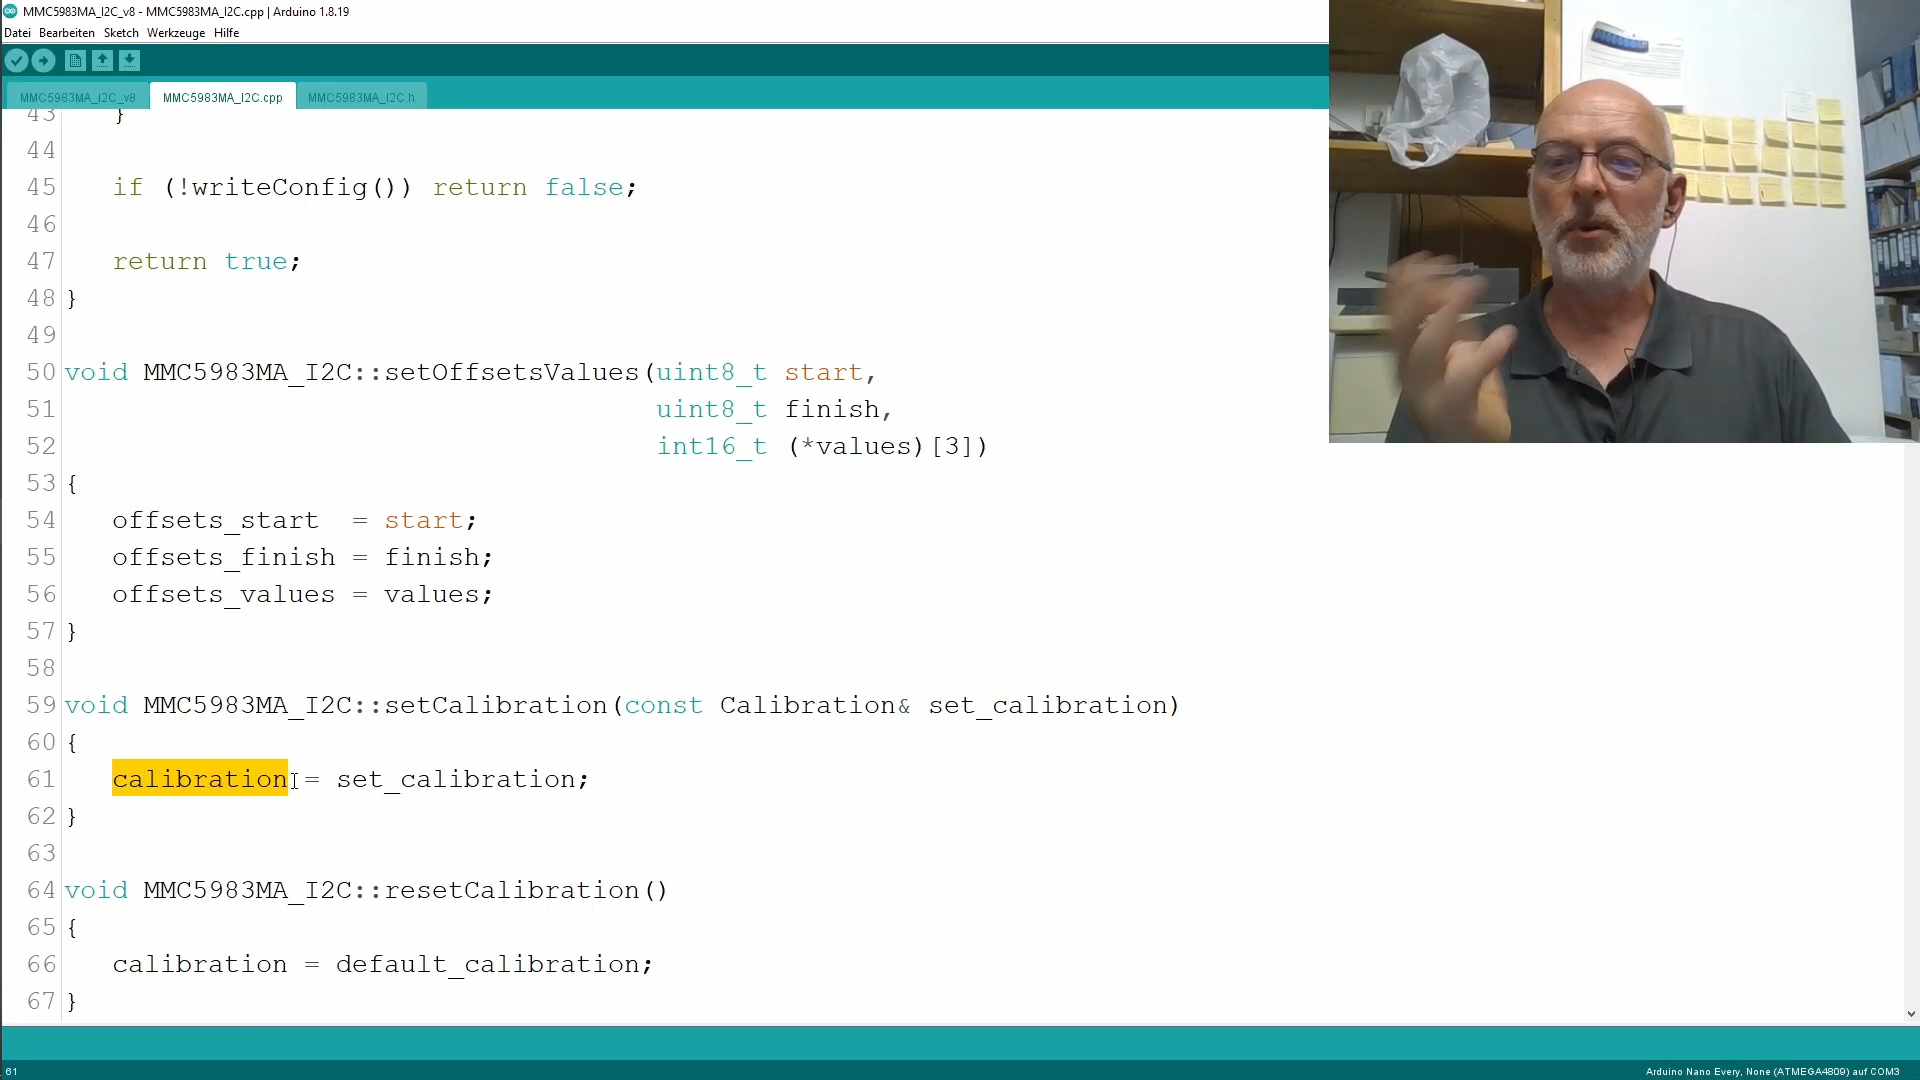 MMC5983MA_I2C_v8 - MMC5983MA_I2C.cpp | Arduino 1.8.19
Datei Bearbeiten Sketch Werkzeuge Hilfe
MMC5983MA_I2C_v8 MMC5983MA_I2C.cpp MMC5983MA_I2C.h
43 }
44
45 if (!writeConfig()) return false;
46
47 return true;
48 }
49
50 void MMC5983MA_I2C::setOffsetsValues(uint8_t start,
51 uint8_t finish,
52 int16_t (*values)[3])
53 {
54 offsets_start = start;
55 offsets_finish = finish;
56 offsets_values = values;
57 }
58
59 void MMC5983MA_I2C::setCalibration(const Calibration& set_calibration)
60 {
61 calibration = set_calibration;
62 }
63
64 void MMC5983MA_I2C::resetCalibration()
65 {
66 calibration = default_calibration;
67 }
61
Arduino Nano Every, None (ATMEGA4809) auf COM3